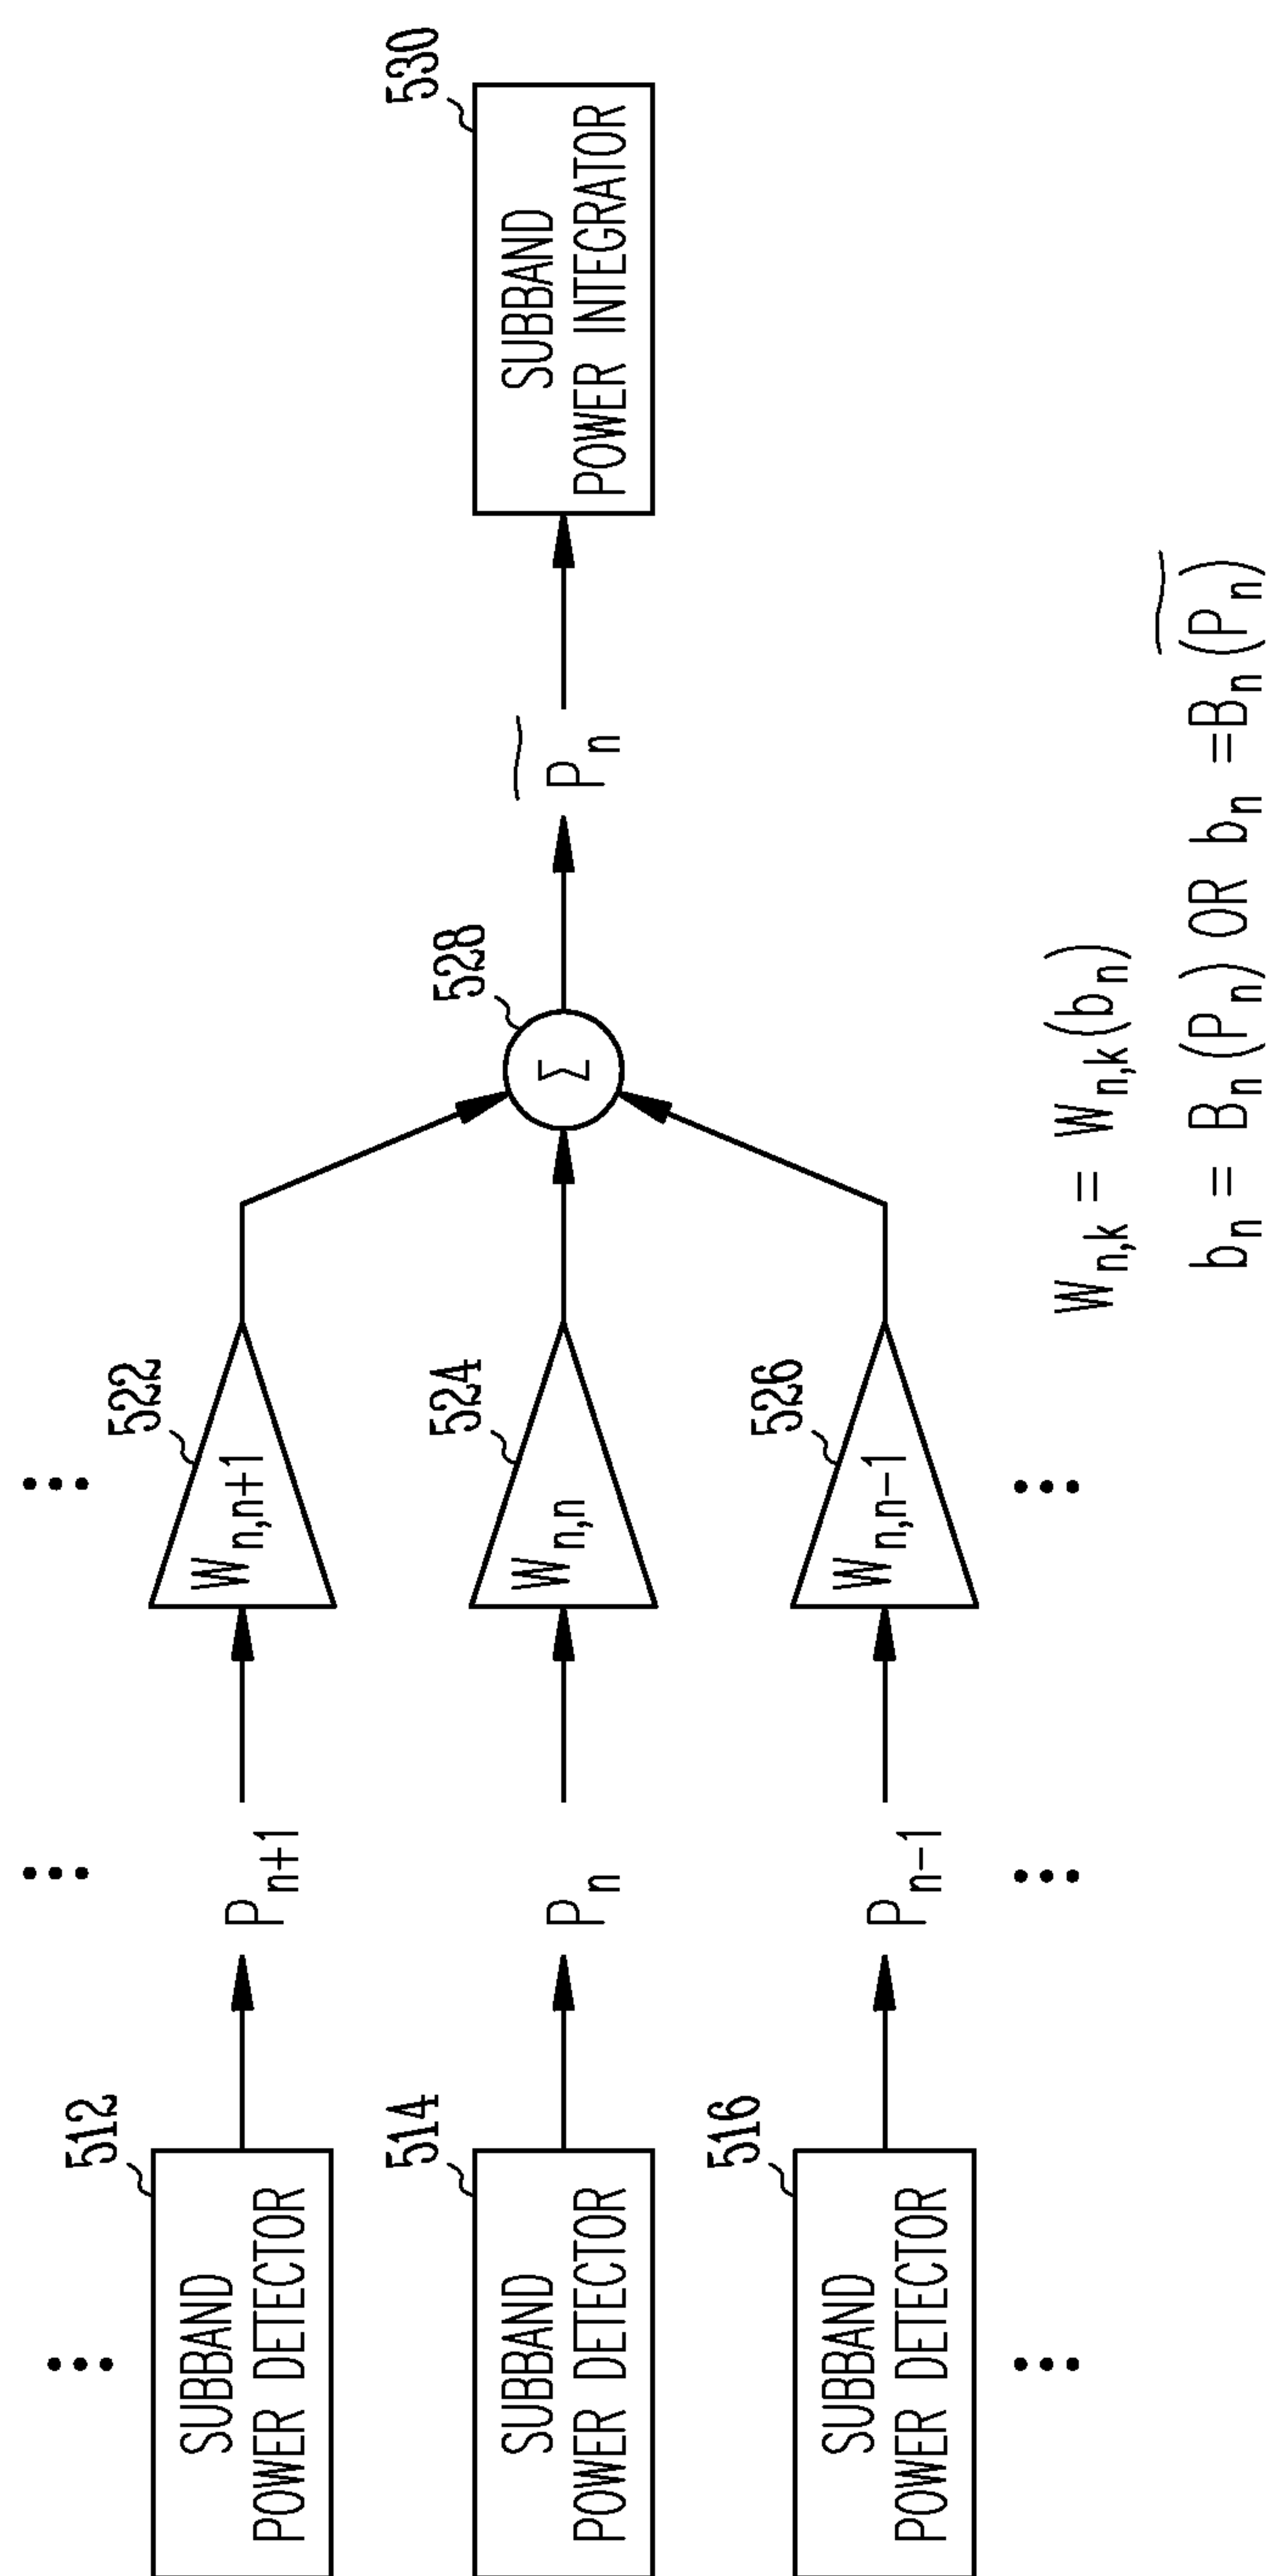 512
SUBBAND
POWER DETECTOR
P_{n+1}
522
W_{n,n+1}
514
SUBBAND
POWER DETECTOR
P_n
524
W_{n,n}
528
Σ
P̃_n
530
SUBBAND
POWER INTEGRATOR
516
SUBBAND
POWER DETECTOR
P_{n-1}
526
W_{n,n-1}
W_{n,k} = W_{n,k}(b_n)
b_n = B_n(P_n) OR b_n =B_n(P̃_n)